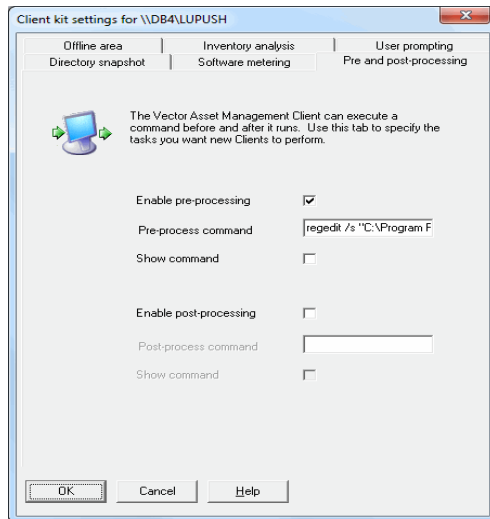 Client kit settings for \\DB4\LUPUSH
Offline area Inventory analysis User prompting
Directory snapshot Software metering Pre and post-processing
The Vector Asset Management Client can execute a
command before and after it runs. Use this tab to specify the
tasks you want new Clients to perform.
Enable pre-processing
Pre-process command regedit /s "C:\Program F
Show command
Enable post-processing
Post-process command
Show command
OK Cancel Help